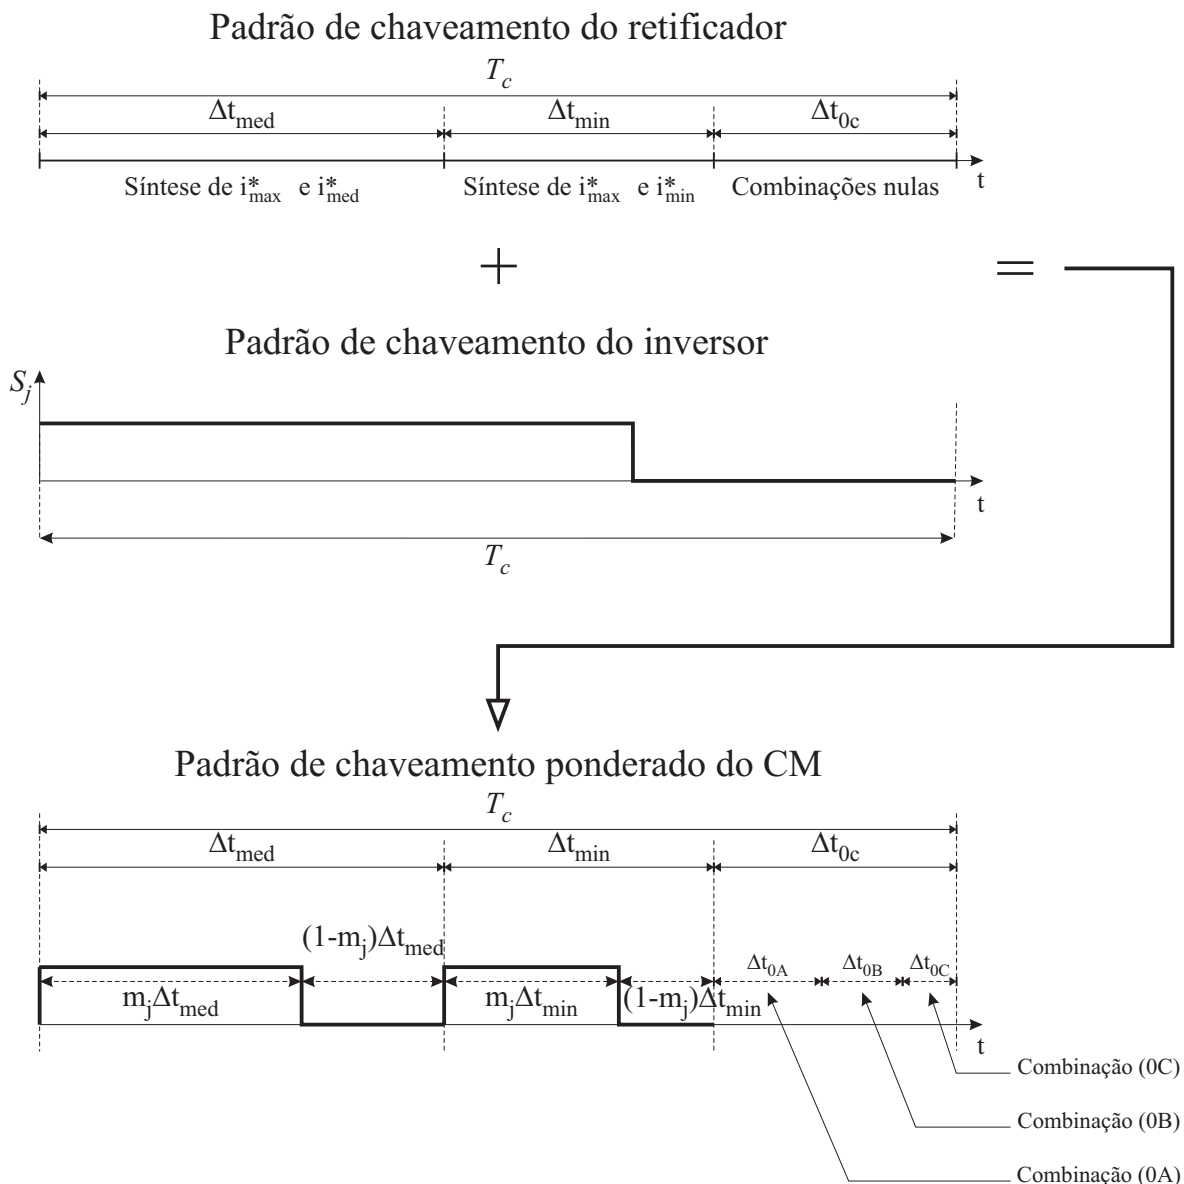 Padrão de chaveamento do retificador
T_c
Δt_med Δt_min Δt_0c
Síntese de i*_max e i*_med Síntese de i*_max e i*_min Combinações nulas t
+ =
Padrão de chaveamento do inversor
S_j
t
T_c
Padrão de chaveamento ponderado do CM
T_c
Δt_med Δt_min Δt_0c
(1-m_j)Δt_med Δt_0A Δt_0B Δt_0C
m_jΔt_med m_jΔt_min (1-m_j)Δt_min
t
Combinação (0C)
Combinação (0B)
Combinação (0A)